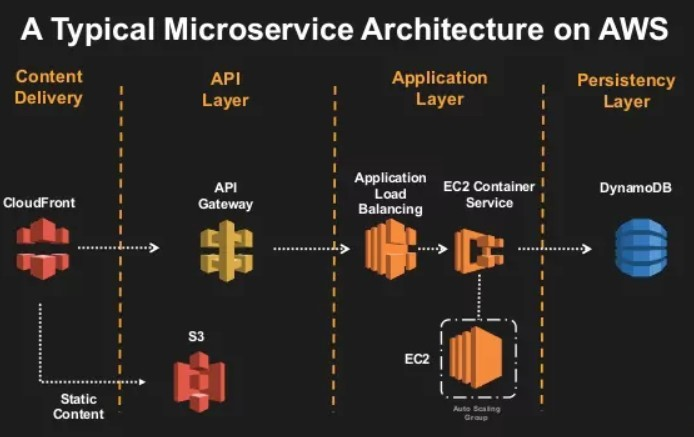 A Typical Microservice Architecture on AWS
Content
Delivery
API
Layer
Application
Layer
Persistency
Layer
CloudFront
API
Gateway
Application
Load
Balancing
EC2 Container
Service
DynamoDB
S3
EC2
Static
Content
Auto Scaling
Group